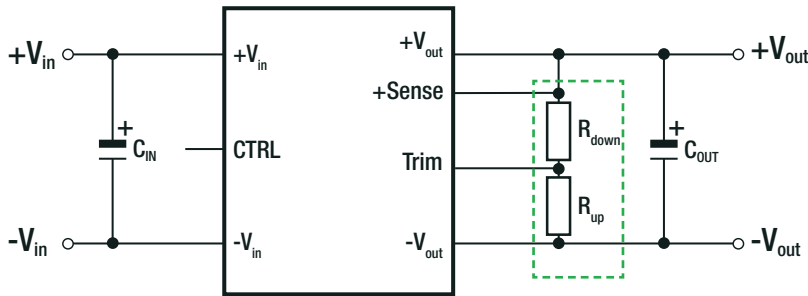 +Vin
+Vin
+Vout
+Vout
+Sense
+
CIN
CTRL
Rdown
+
COUT
Trim
Rup
-Vin
-Vin
-Vout
-Vout